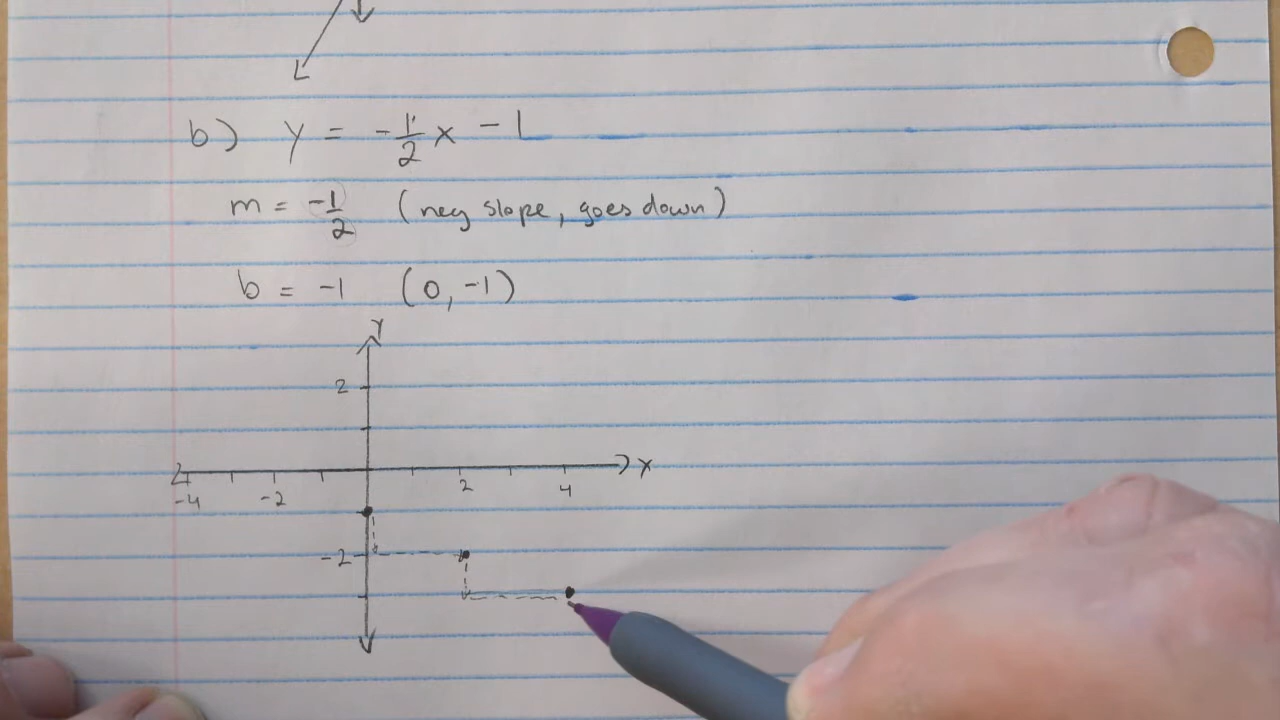 b) y = -1/2 x - 1
m = -1/2 (neg slope, goes down)
b = -1 (0, -1)
y
2
x
-4 -2 2 4
-2